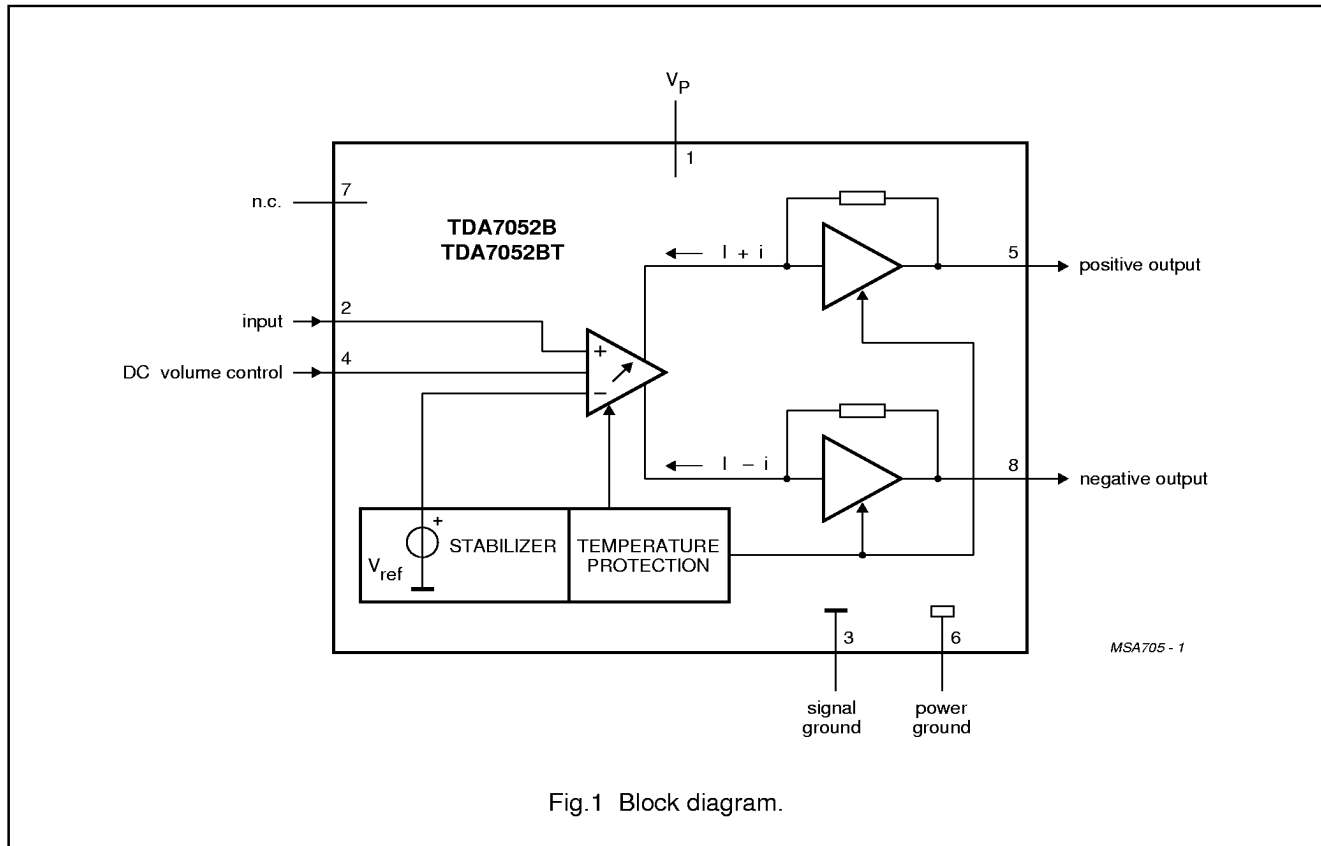 V_P
1
7
n.c.
TDA7052B
TDA7052BT
I + i
5
positive output
2
input
+
4
DC volume control
−
I − i
8
negative output
+
STABILIZER
V_ref
TEMPERATURE
PROTECTION
3
6
MSA705 - 1
signal
ground
power
ground
Fig.1 Block diagram.